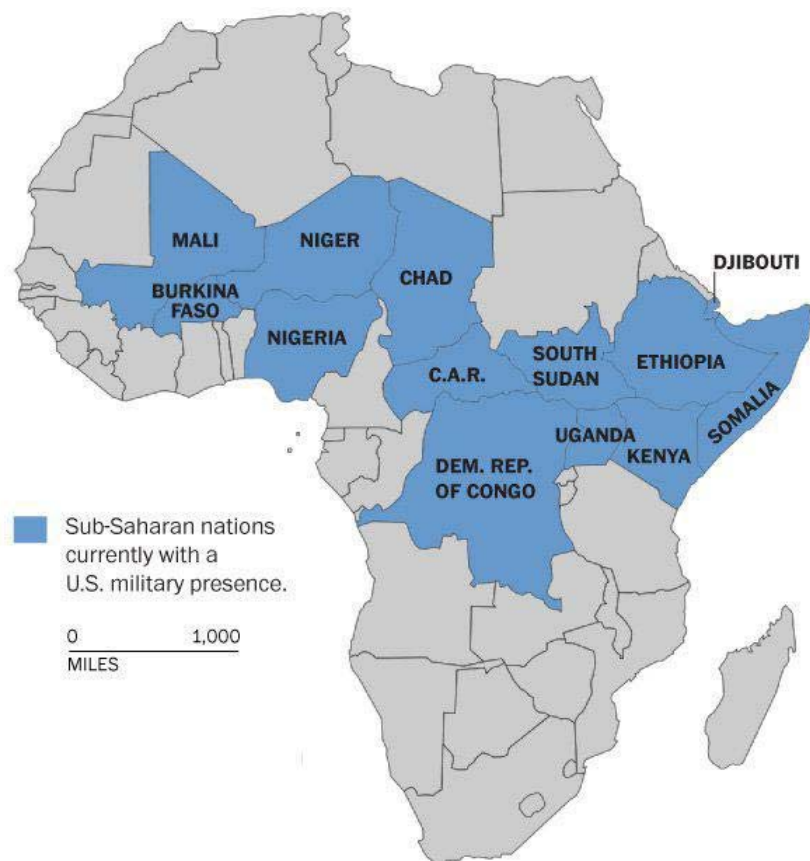 DJIBOUTI
MALI
NIGER
CHAD
BURKINA
FASO
NIGERIA
SOUTH
SUDAN
ETHIOPIA
C.A.R.
SOMALIA
UGANDA
KENYA
DEM. REP.
OF CONGO
Sub-Saharan nations
currently with a
U.S. military presence.
0 1,000
MILES